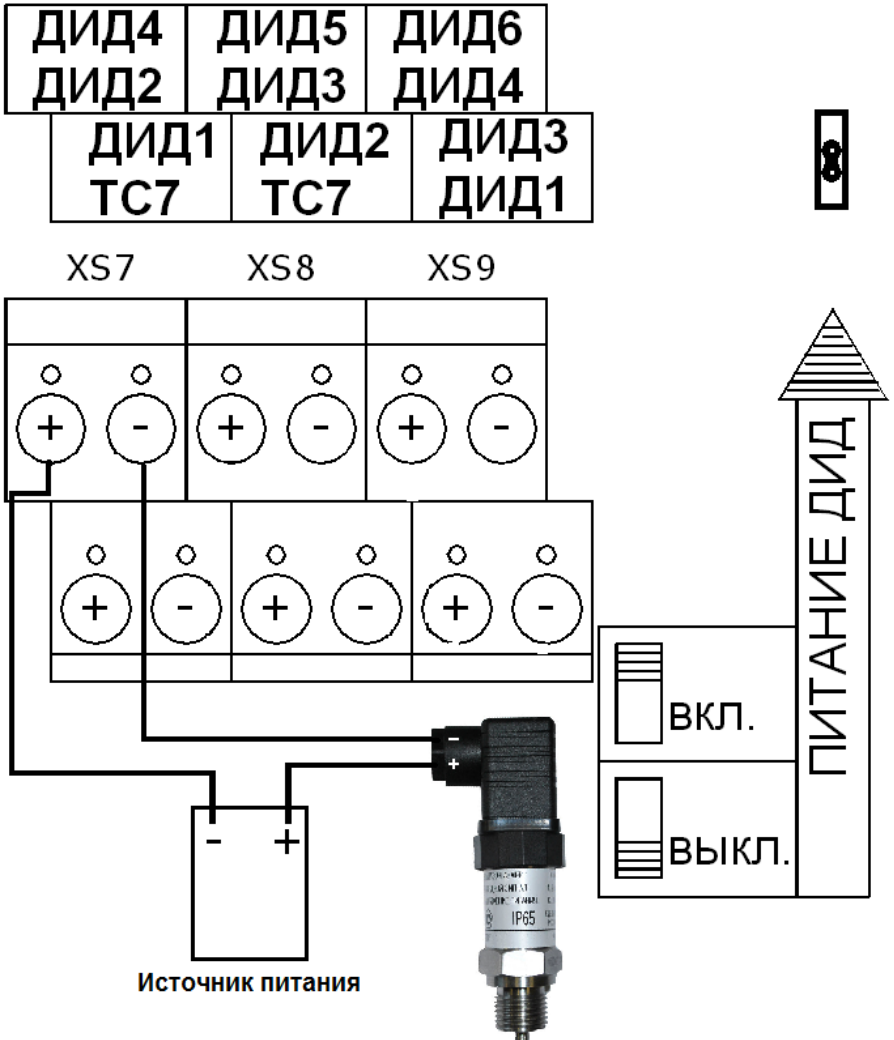 ДИД4 ДИД5 ДИД6
ДИД2 ДИД3 ДИД4
ДИД1 ДИД2 ДИД3
ТС7 ТС7 ДИД1
XS7 XS8 XS9
+ - + - + -
+ - + - + -
ПИТАНИЕ ДИД
ВКЛ.
ВЫКЛ.
-
+
- +
IP65
Источник питания